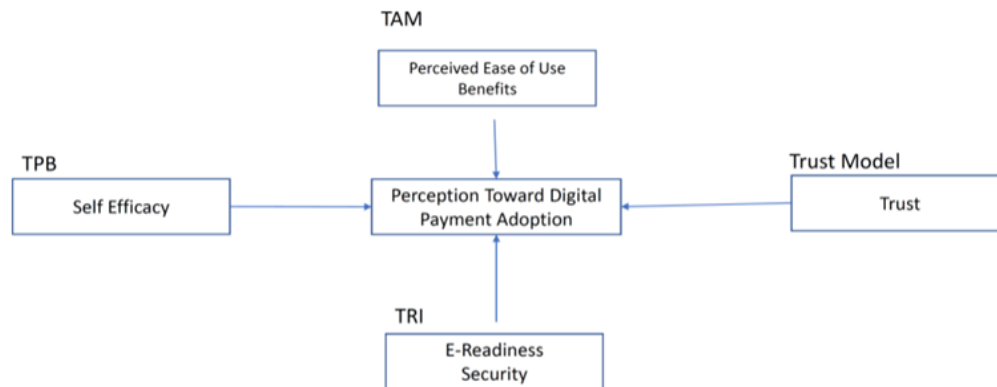 TAM
Perceived Ease of Use
Benefits
TPB
Self Efficacy
Perception Toward Digital
Payment Adoption
Trust Model
Trust
TRI
E-Readiness
Security